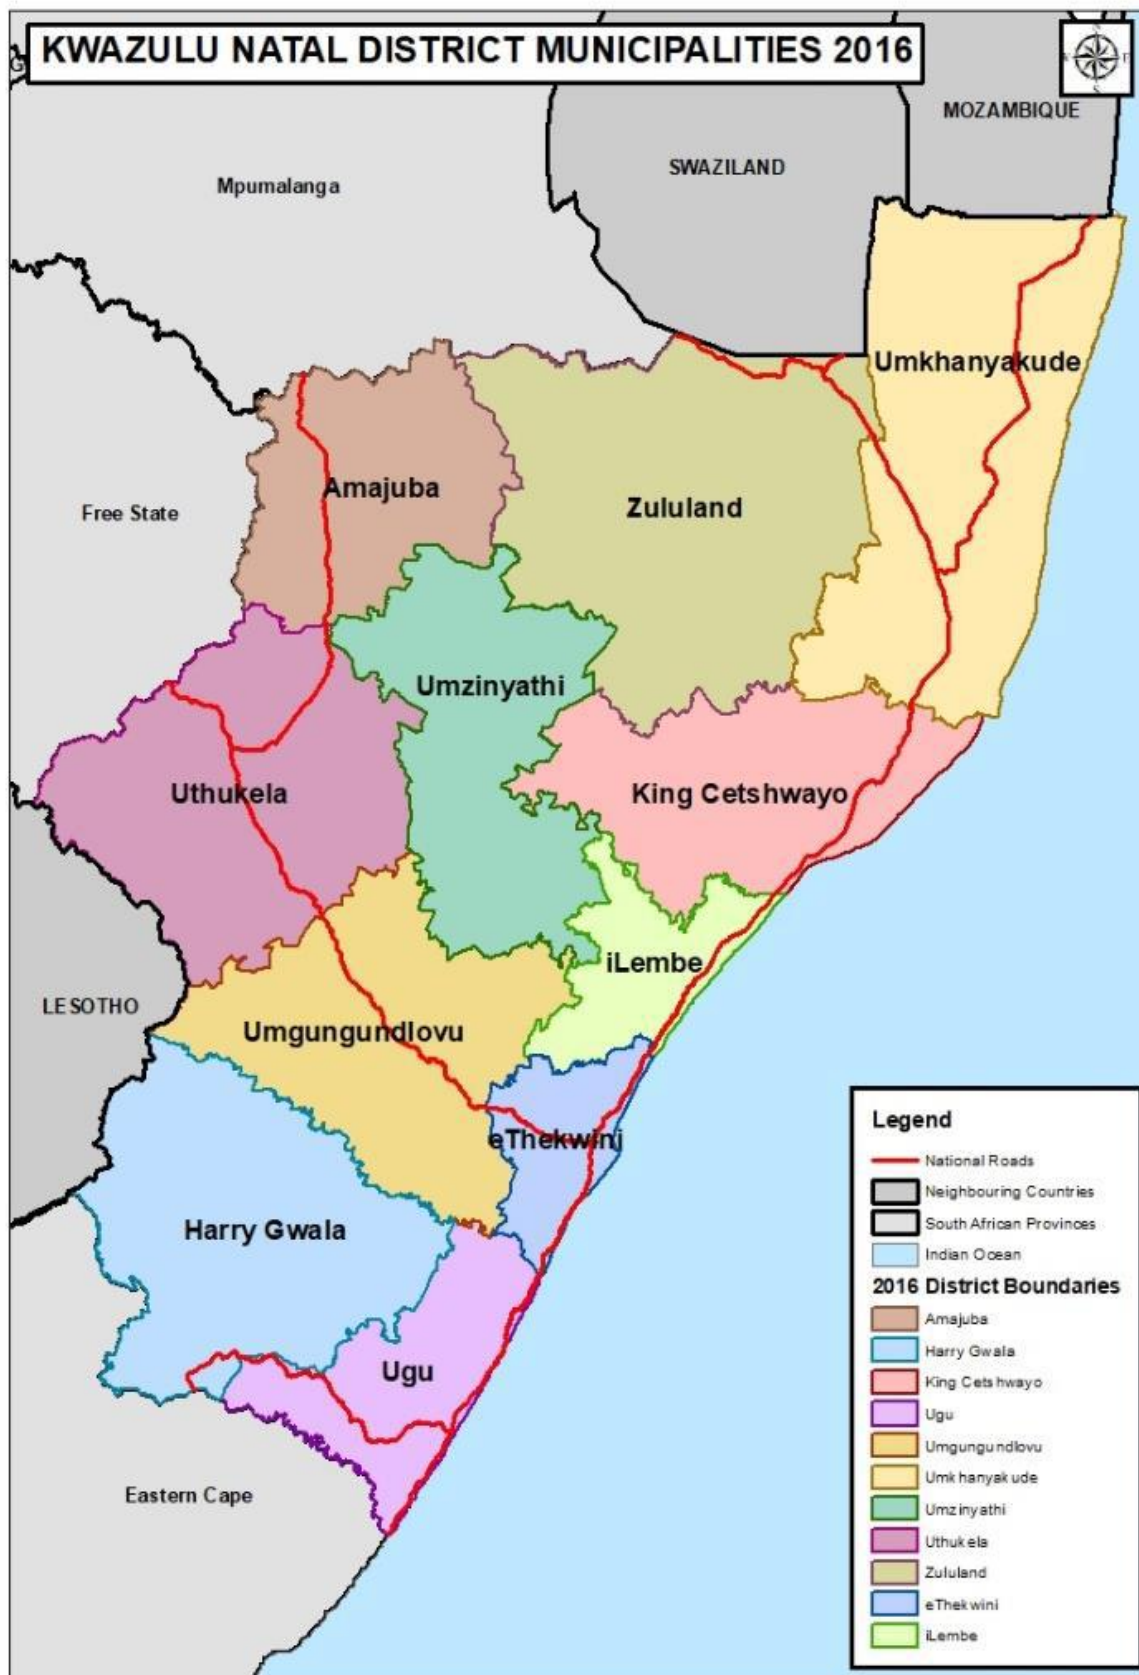 KWAZULU NATAL DISTRICT MUNICIPALITIES 2016
MOZAMBIQUE
SWAZILAND
Mpumalanga
Umkhanyakude
Amajuba
Zululand
Free State
Umzinyathi
Uthukela
King Cetshwayo
iLembe
LESOTHO
Umgungundlovu
eThekwini
Harry Gwala
Ugu
Eastern Cape
Legend
National Roads
Neighbouring Countries
South African Provinces
Indian Ocean
2016 District Boundaries
Amajuba
Harry Gwala
King Cetshwayo
Ugu
Umgungundlovu
Umkhanyakude
Umzinyathi
Uthukela
Zululand
eThekwini
iLembe